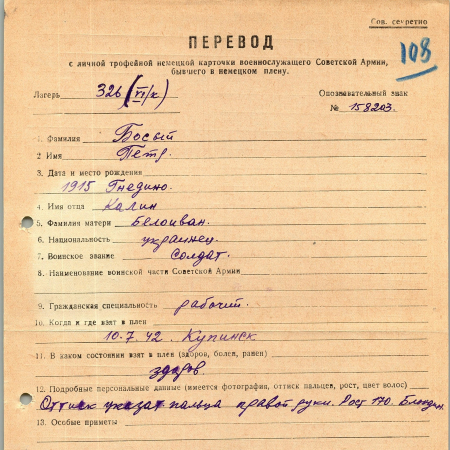 Сов. секретно
108
ПЕРЕВОД
с личной трофейной немецкой карточки военнослужащего Советской Армии,
бывшего в немецком плену.
Лагерь 326 (VI/к) Опознавательный знак
№ 158203.
1. Фамилия Босый
2 Имя Петр.
3. Дата и место рождения
1915 Гнедино.
4. Имя отца Калин
5. Фамилия матери Белоиван.
6. Национальность украинец.
7. Воинское звание солдат.
8. Наименование воинской части Советской Армии
9. Гражданская специальность рабочий.
10. Когда и где взят в плен
10.7.42. Купинск
11. В каком состоянии взят в плен (здоров, болен, ранен)
здоров.
12. Подробные персональные данные (имеется фотография, оттиск пальцев, рост, цвет волос)
Оттиск указат пальца правой руки. Рост 170. Блондин.
13. Особые приметы